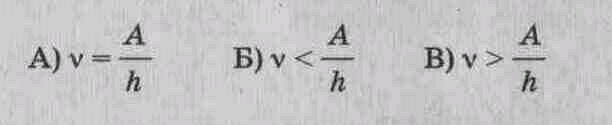 А) ν = A/h Б) ν < A/h В) ν > A/h